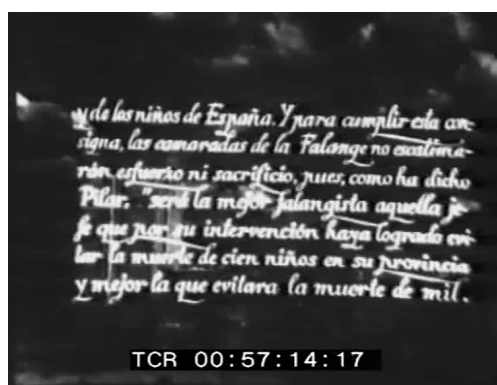 y de los niños de España. Y para cumplir esta con-
signa, las camaradas de la Falange no escatima-
rán esfuerzo ni sacrificio, pues, como ha dicho
Pilar, "será la mejor falangista aquella je-
fe que por su intervención haya logrado evi-
tar la muerte de cien niños en su provincia
y mejor la que evitara la muerte de mil.
TCR 00:57:14:17